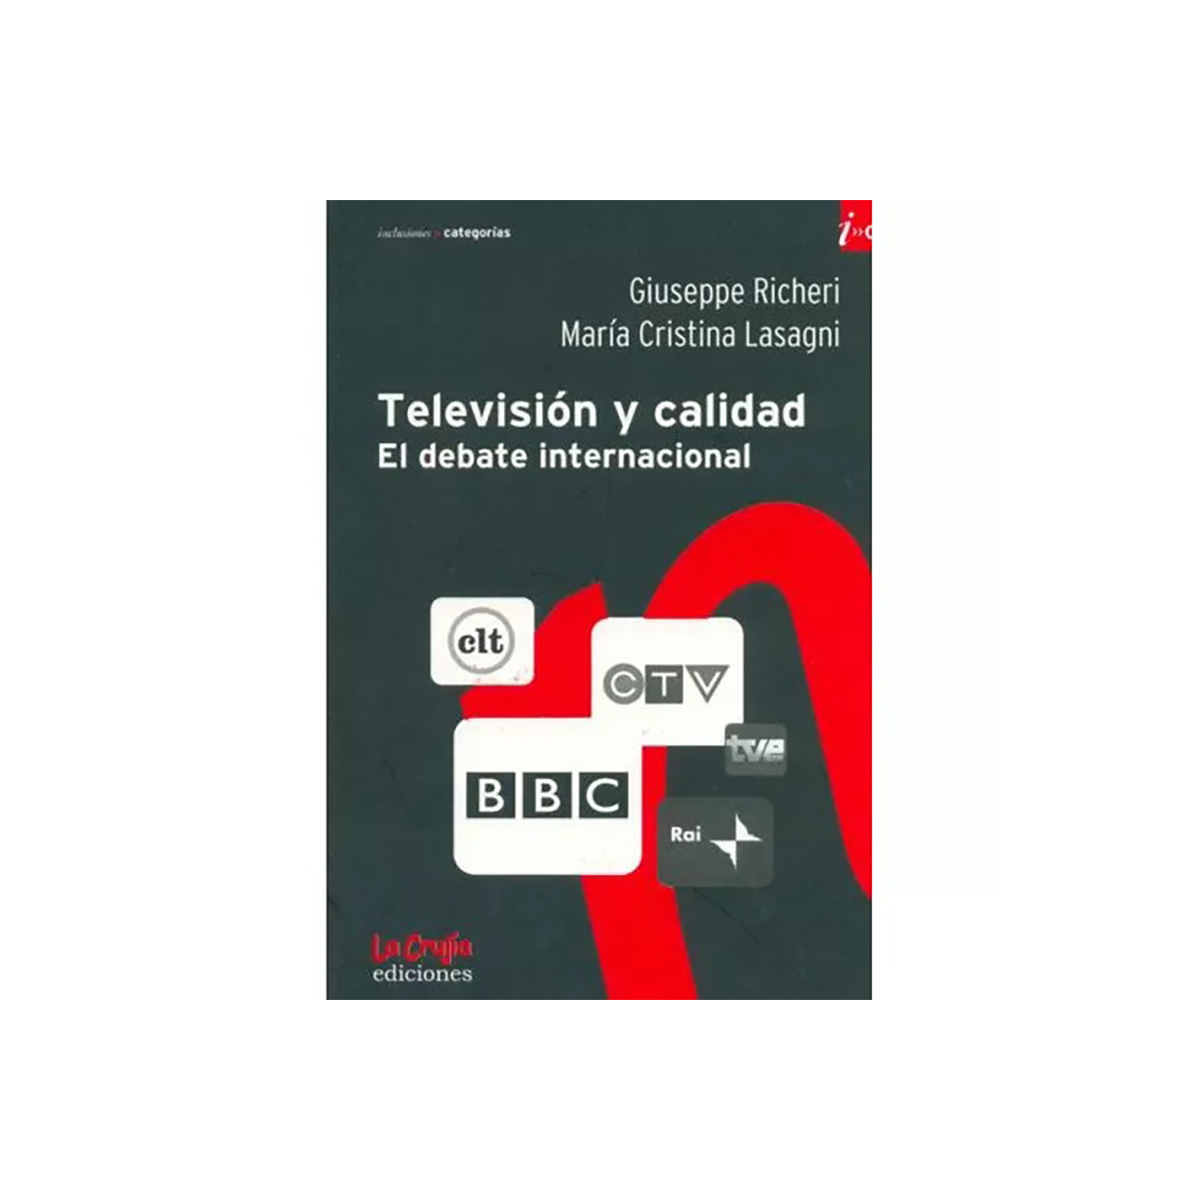 inclusiones » categorías
i»c
Giuseppe Richeri
María Cristina Lasagni
Televisión y calidad
El debate internacional
clt
CTV
tve
BBC
Rai
La Crujía
ediciones